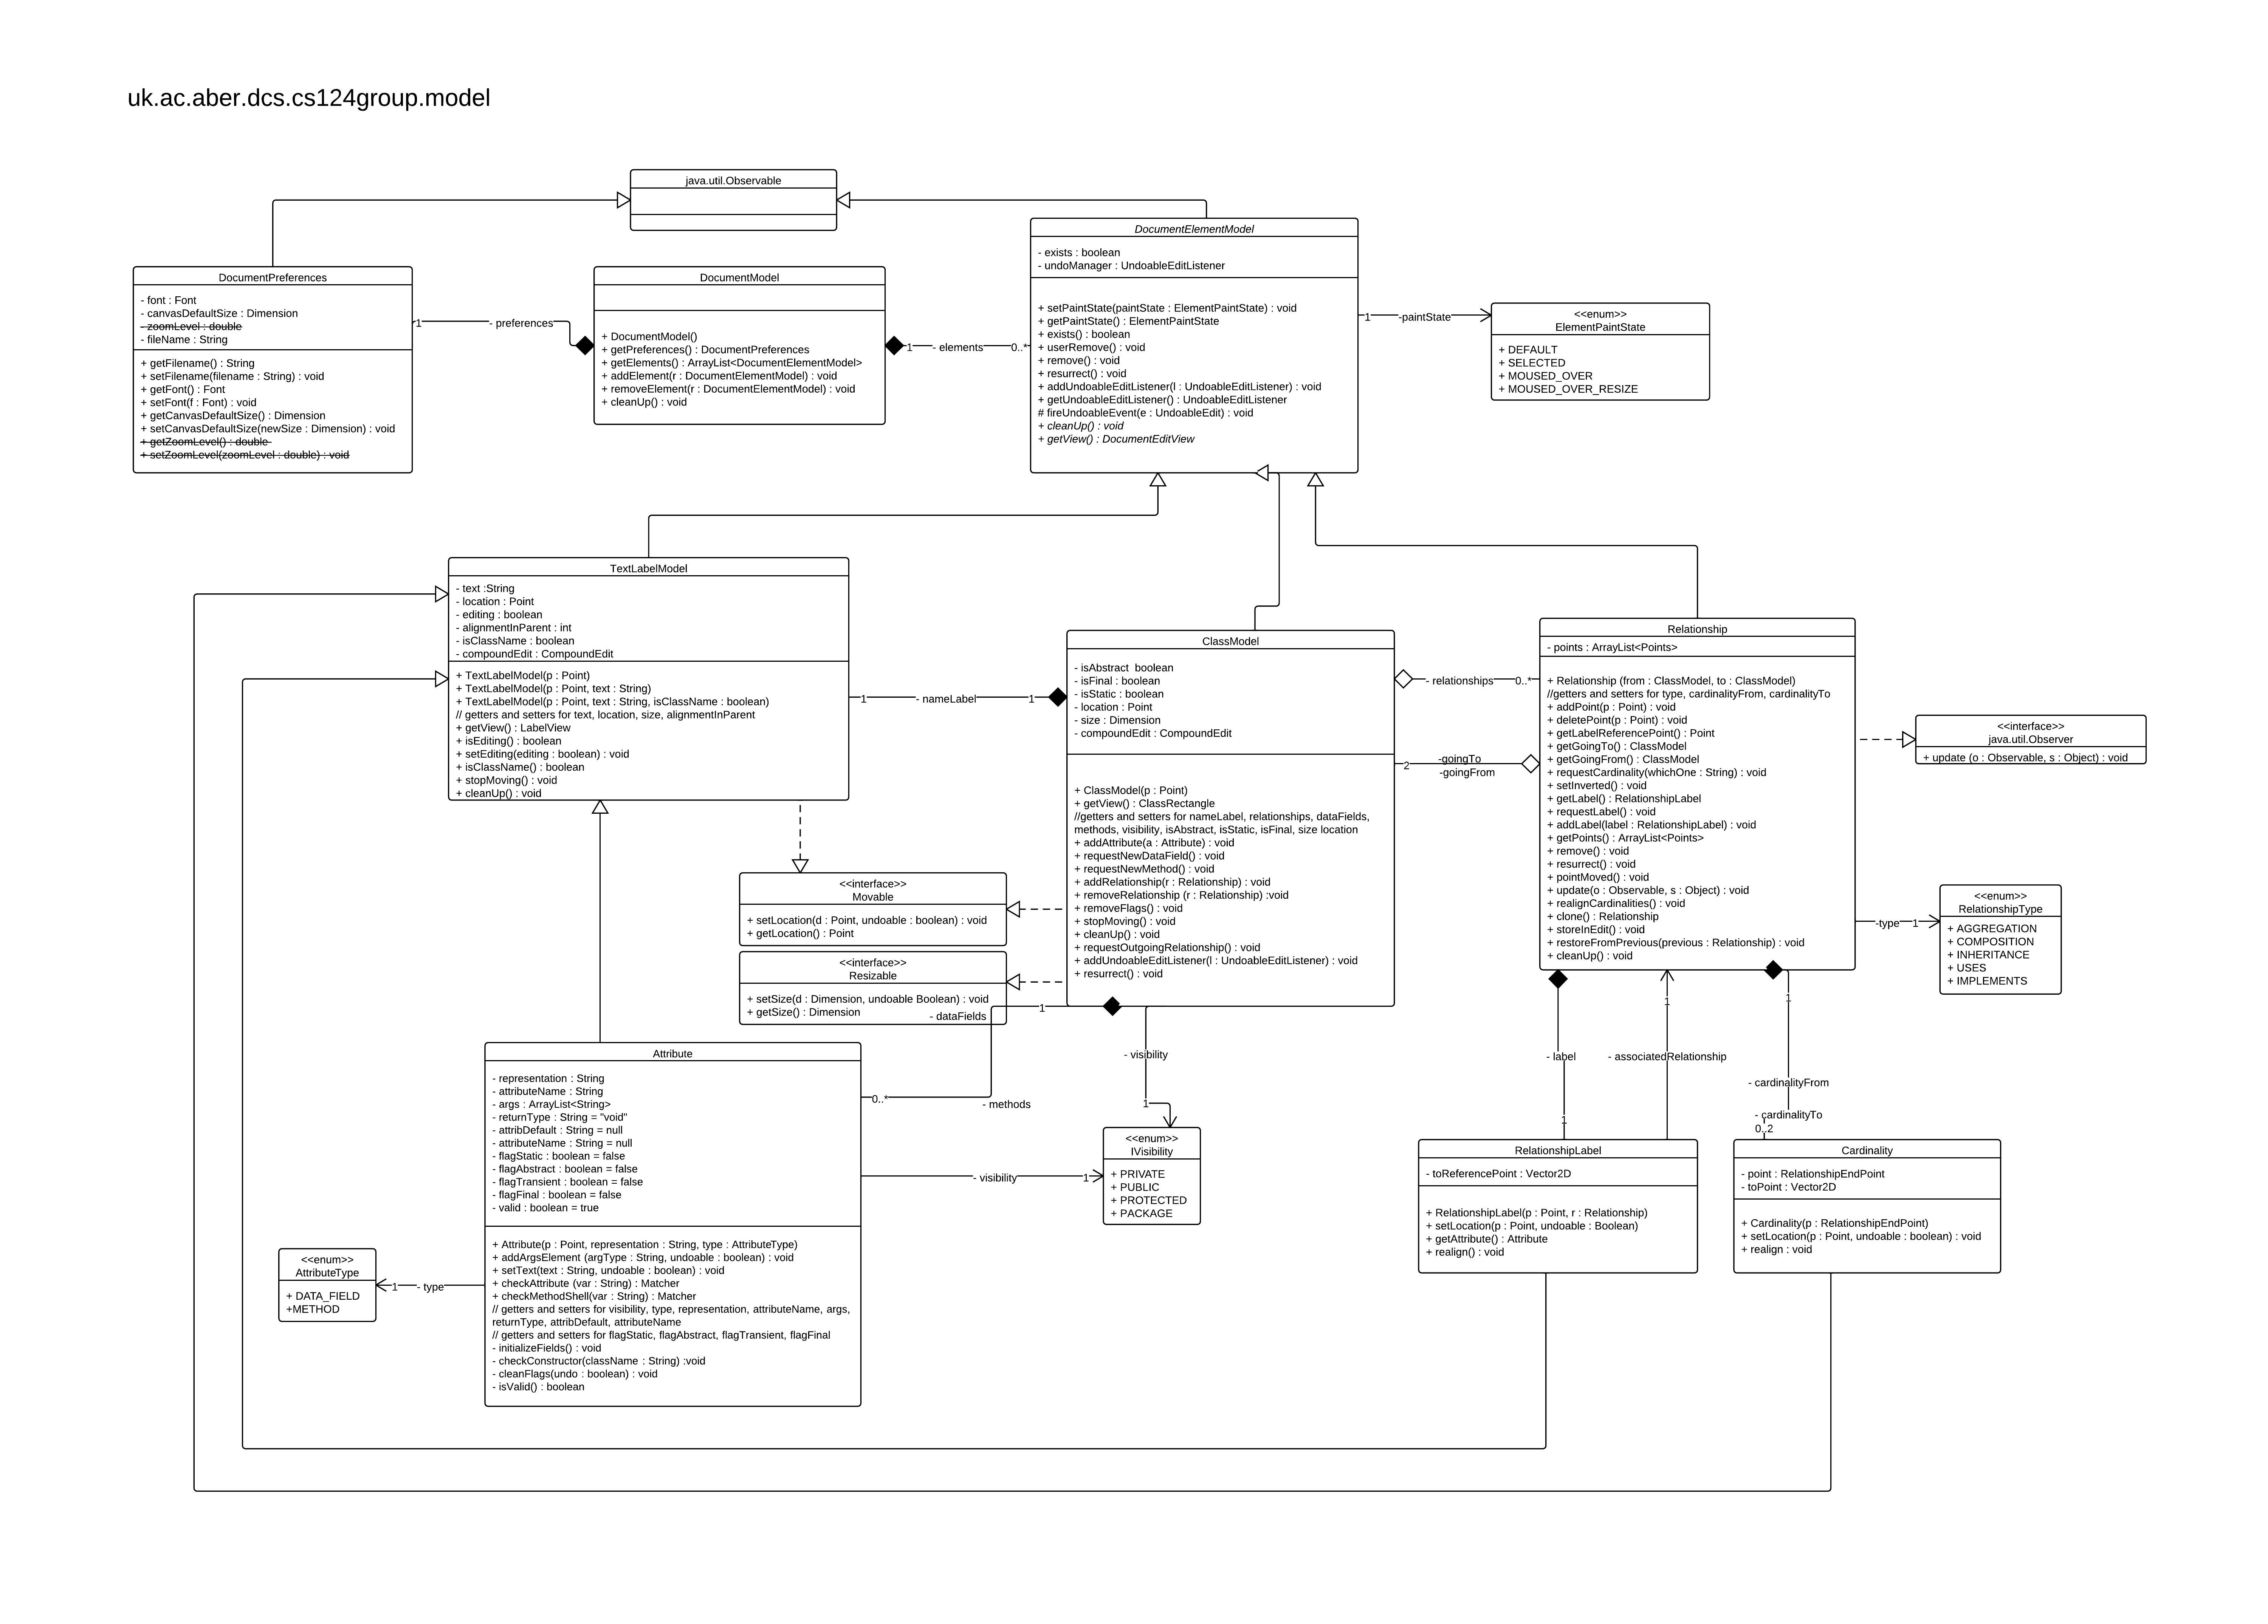 uk.ac.aber.dcs.cs124group.model
java.util.Observable
DocumentElementModel
- exists : boolean
- undoManager : UndoableEditListener
+ setPaintState(paintState : ElementPaintState) : void
+ getPaintState() : ElementPaintState
+ exists() : boolean
+ userRemove() : void
+ remove() : void
+ resurrect() : void
+ addUndoableEditListener(l : UndoableEditListener) : void
+ getUndoableEditListener() : UndoableEditListener
# fireUndoableEvent(e : UndoableEdit) : void
+ cleanUp() : void
+ getView() : DocumentEditView
DocumentPreferences
- font : Font
- canvasDefaultSize : Dimension
- zoomLevel : double
- fileName : String
+ getFilename() : String
+ setFilename(filename : String) : void
+ getFont() : Font
+ setFont(f : Font) : void
+ getCanvasDefaultSize() : Dimension
+ setCanvasDefaultSize(newSize : Dimension) : void
+ getZoomLevel() : double
+ setZoomLevel(zoomLevel : double) : void
1
- preferences
DocumentModel
+ DocumentModel()
+ getPreferences() : DocumentPreferences
+ getElements() : ArrayList<DocumentElementModel>
+ addElement(r : DocumentElementModel) : void
+ removeElement(r : DocumentElementModel) : void
+ cleanUp() : void
1
- elements
0..*
1
-paintState
<<enum>>
ElementPaintState
+ DEFAULT
+ SELECTED
+ MOUSED_OVER
+ MOUSED_OVER_RESIZE
TextLabelModel
- text :String
- location : Point
- editing : boolean
- alignmentInParent : int
- isClassName : boolean
- compoundEdit : CompoundEdit
+ TextLabelModel(p : Point)
+ TextLabelModel(p : Point, text : String)
+ TextLabelModel(p : Point, text : String, isClassName : boolean)
// getters and setters for text, location, size, alignmentInParent
+ getView() : LabelView
+ isEditing() : boolean
+ setEditing(editing : boolean) : void
+ isClassName() : boolean
+ stopMoving() : void
+ cleanUp() : void
1
- nameLabel
1
ClassModel
- isAbstract  boolean
- isFinal : boolean
- isStatic : boolean
- location : Point
- size : Dimension
- compoundEdit : CompoundEdit
+ ClassModel(p : Point)
+ getView() : ClassRectangle
//getters and setters for nameLabel, relationships, dataFields,
methods, visibility, isAbstract, isStatic, isFinal, size location
+ addAttribute(a : Attribute) : void
+ requestNewDataField() : void
+ requestNewMethod() : void
+ addRelationship(r : Relationship) : void
+ removeRelationship (r : Relationship) :void
+ removeFlags() : void
+ stopMoving() : void
+ cleanUp() : void
+ requestOutgoingRelationship() : void
+ addUndoableEditListener(l : UndoableEditListener) : void
+ resurrect() : void
- relationships
0..*
2
-goingTo
-goingFrom
Relationship
- points : ArrayList<Points>
+ Relationship (from : ClassModel, to : ClassModel)
//getters and setters for type, cardinalityFrom, cardinalityTo
+ addPoint(p : Point) : void
+ deletePoint(p : Point) : void
+ getLabelReferencePoint() : Point
+ getGoingTo() : ClassModel
+ getGoingFrom() : ClassModel
+ requestCardinality(whichOne : String) : void
+ setInverted() : void
+ getLabel() : RelationshipLabel
+ requestLabel() : void
+ addLabel(label : RelationshipLabel) : void
+ getPoints() : ArrayList<Points>
+ remove() : void
+ resurrect() : void
+ pointMoved() : void
+ update(o : Observable, s : Object) : void
+ realignCardinalities() : void
+ clone() : Relationship
+ storeInEdit() : void
+ restoreFromPrevious(previous : Relationship) : void
+ cleanUp() : void
<<interface>>
java.util.Observer
+ update (o : Observable, s : Object) : void
-type
1
<<enum>>
RelationshipType
+ AGGREGATION
+ COMPOSITION
+ INHERITANCE
+ USES
+ IMPLEMENTS
<<interface>>
Movable
+ setLocation(d : Point, undoable : boolean) : void
+ getLocation() : Point
<<interface>>
Resizable
+ setSize(d : Dimension, undoable Boolean) : void
+ getSize() : Dimension
- dataFields
1
0..*
- methods
- visibility
1
Attribute
- representation : String
- attributeName : String
- args : ArrayList<String>
- returnType : String = "void"
- attribDefault : String = null
- attributeName : String = null
- flagStatic : boolean = false
- flagAbstract : boolean = false
- flagTransient : boolean = false
- flagFinal : boolean = false
- valid : boolean = true
+ Attribute(p : Point, representation : String, type : AttributeType)
+ addArgsElement (argType : String, undoable : boolean) : void
+ setText(text : String, undoable : boolean) : void
+ checkAttribute (var : String) : Matcher
+ checkMethodShell(var : String) : Matcher
// getters and setters for visibility, type, representation, attributeName, args,
returnType, attribDefault, attributeName
// getters and setters for flagStatic, flagAbstract, flagTransient, flagFinal
- initializeFields() : void
- checkConstructor(className : String) :void
- cleanFlags(undo : boolean) : void
- isValid() : boolean
- visibility
1
<<enum>>
IVisibility
+ PRIVATE
+ PUBLIC
+ PROTECTED
+ PACKAGE
<<enum>>
AttributeType
+ DATA_FIELD
+METHOD
1
- type
- label
1
1
- associatedRelationship
1
- cardinalityFrom
- cardinalityTo
0..2
RelationshipLabel
- toReferencePoint : Vector2D
+ RelationshipLabel(p : Point, r : Relationship)
+ setLocation(p : Point, undoable : Boolean)
+ getAttribute() : Attribute
+ realign() : void
Cardinality
- point : RelationshipEndPoint
- toPoint : Vector2D
+ Cardinality(p : RelationshipEndPoint)
+ setLocation(p : Point, undoable : boolean) : void
+ realign : void